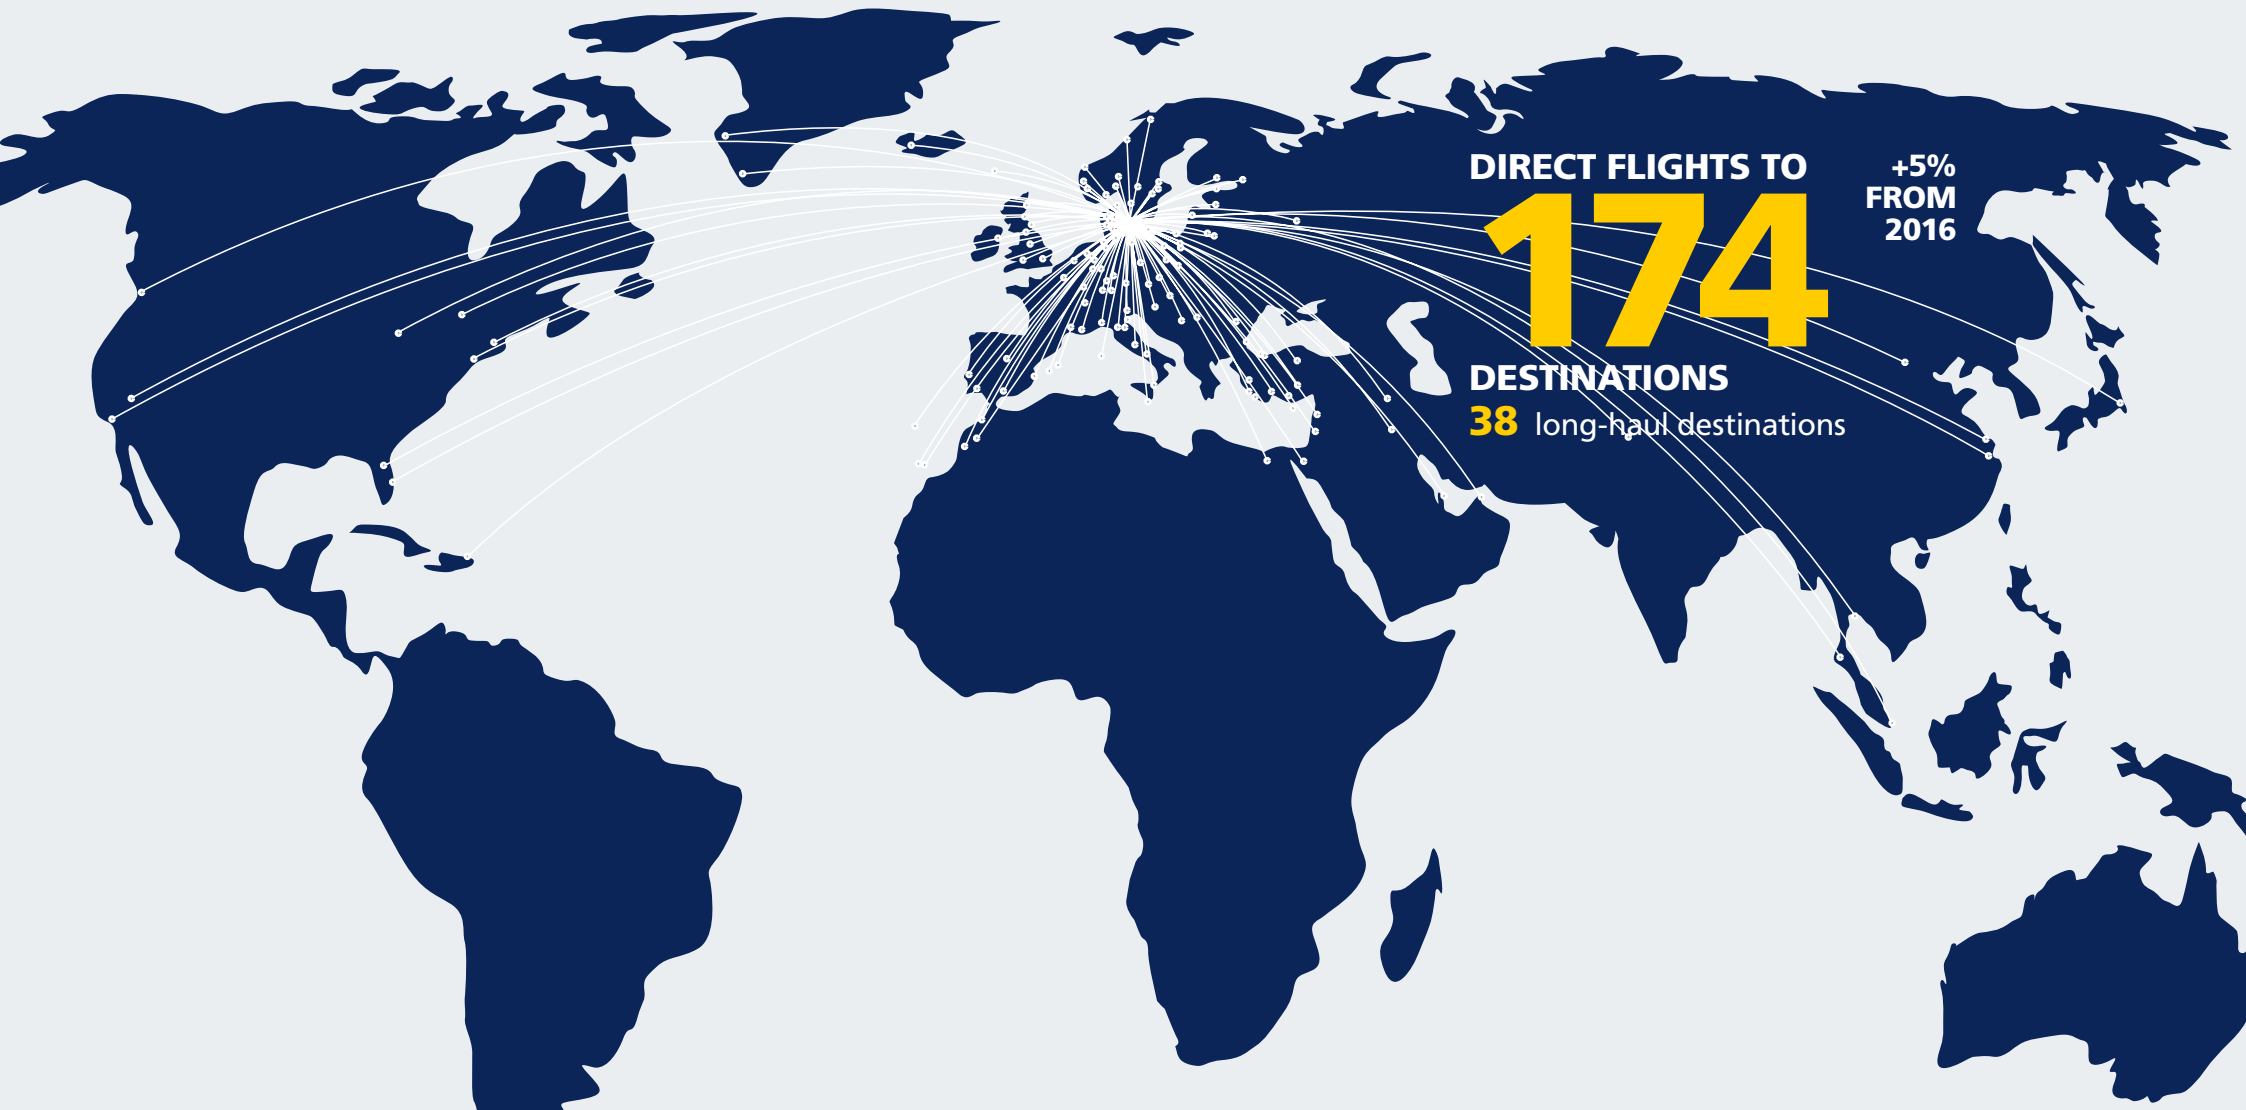 DIRECT FLIGHTS TO
174
DESTINATIONS
38 long-haul destinations
+5%
FROM
2016